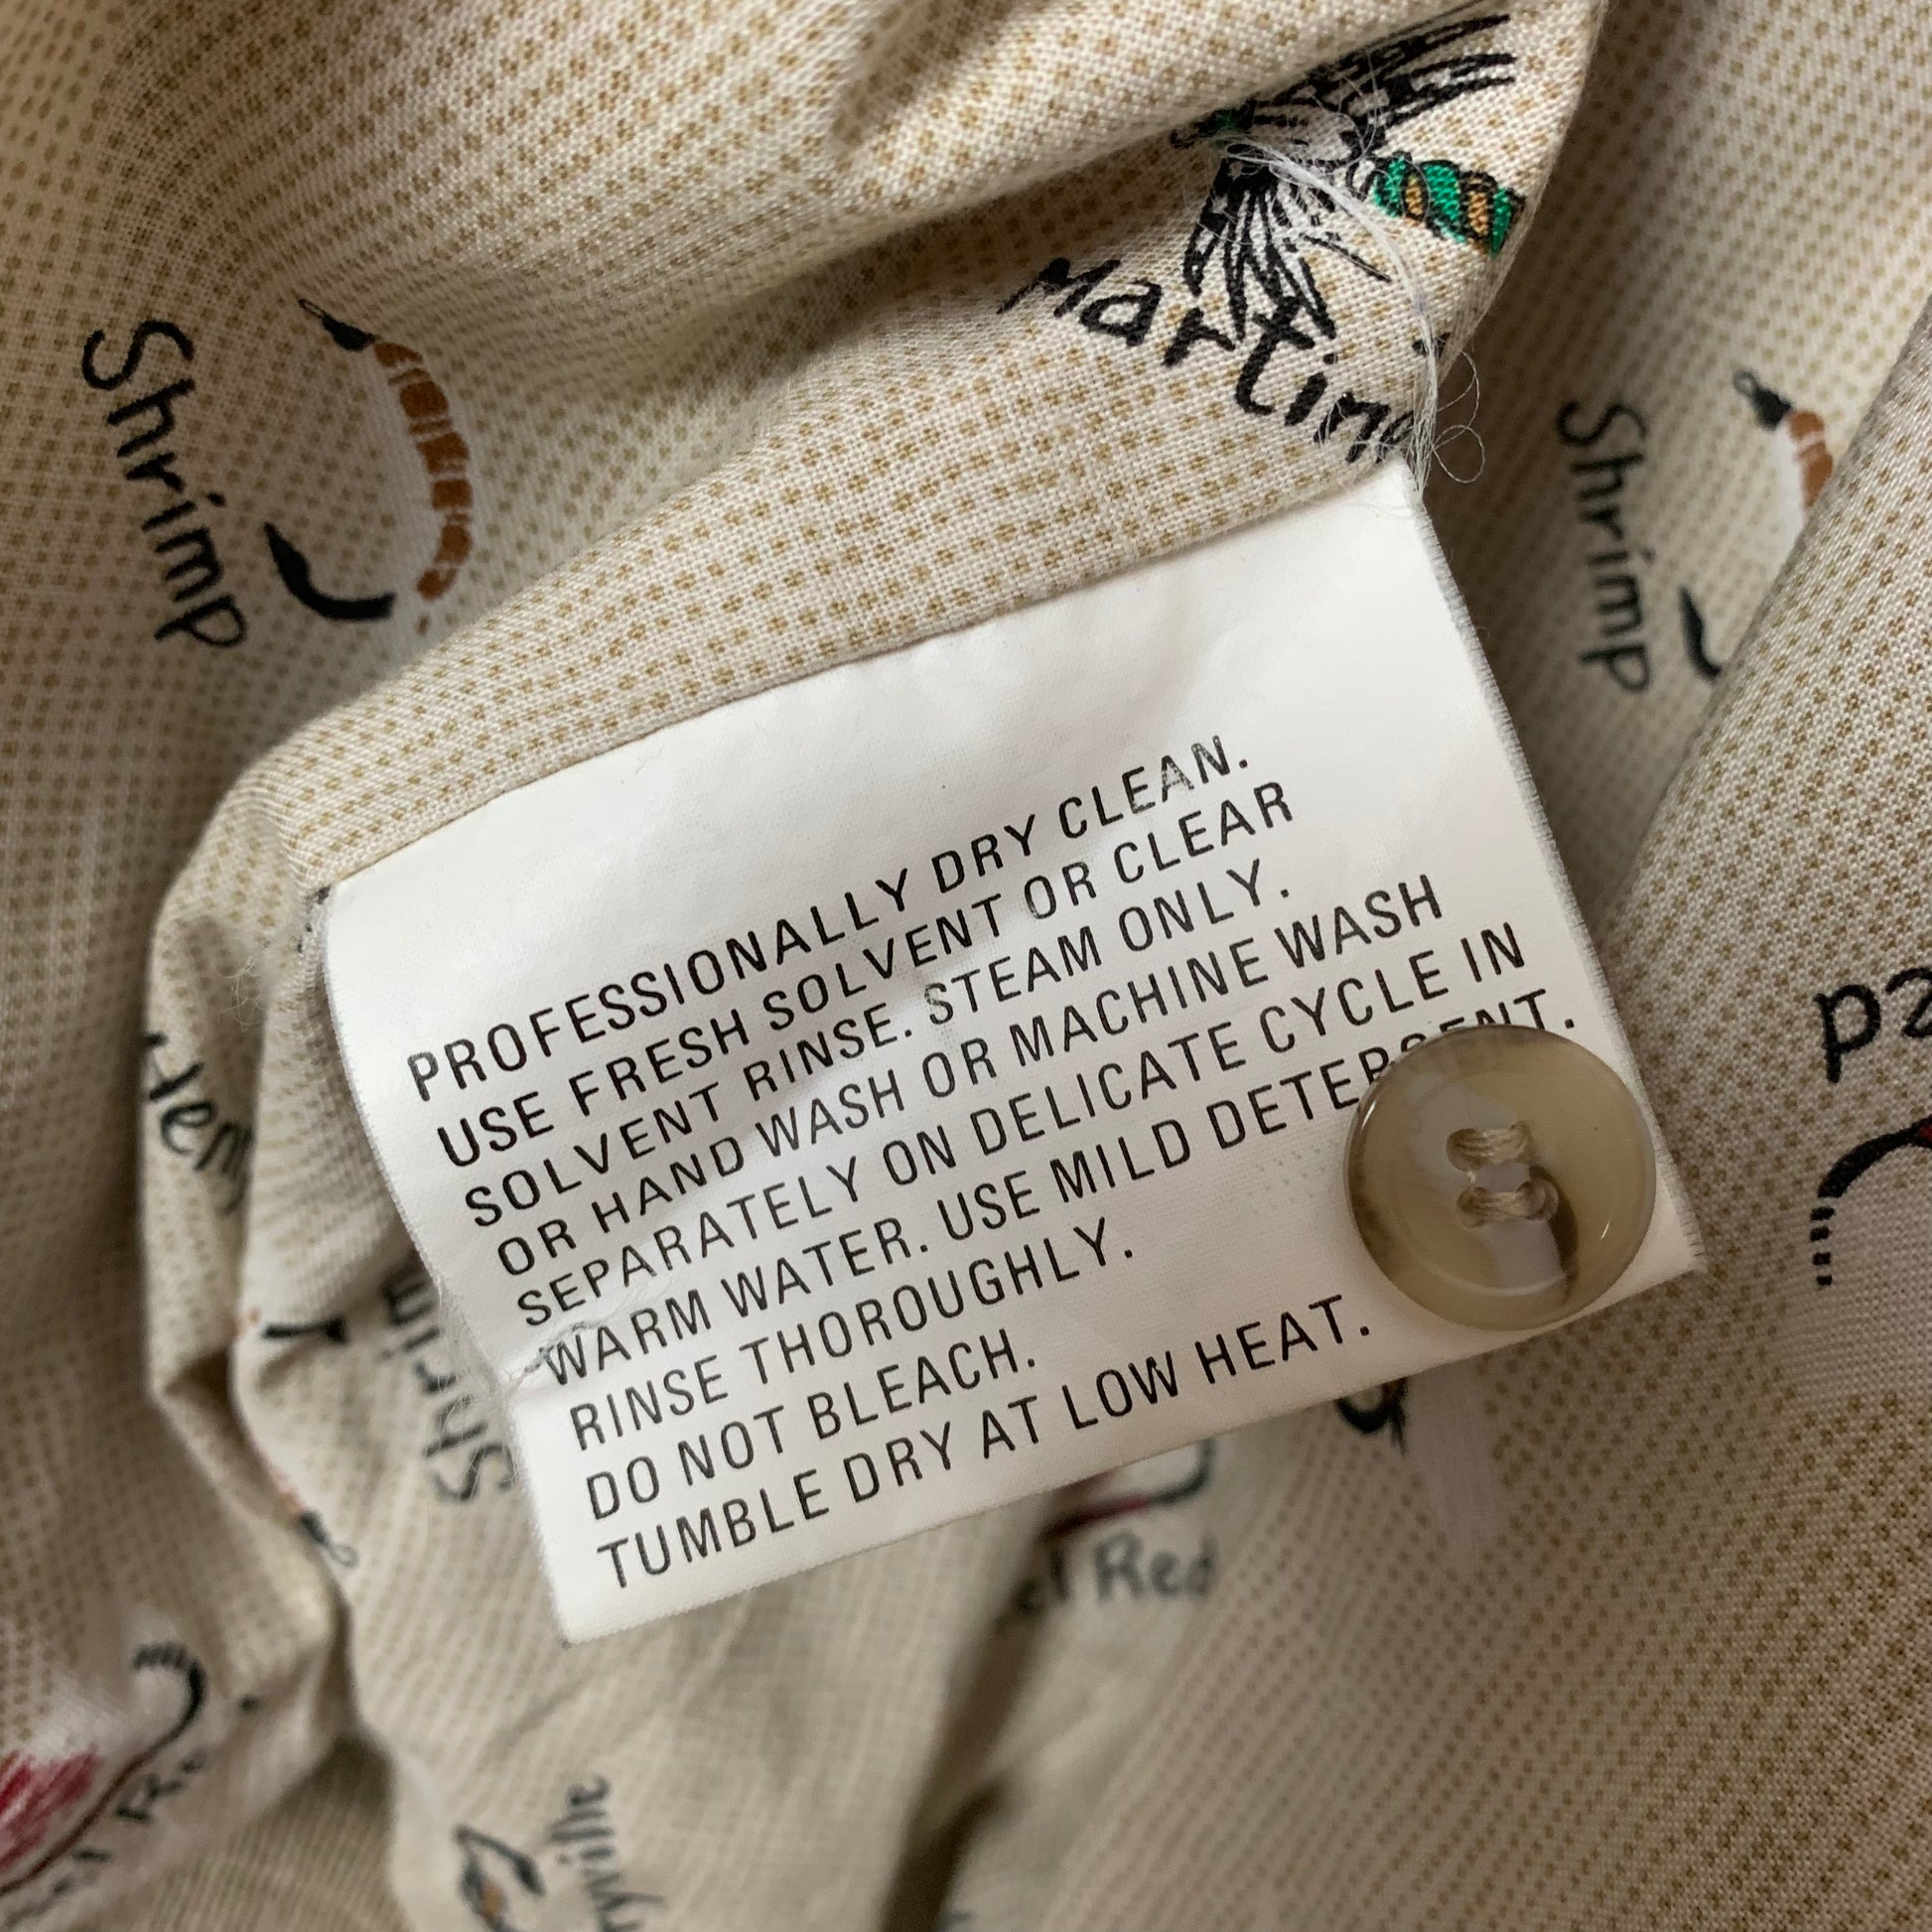 Martin
Shrimp
Shrimp
PROFESSIONALLY DRY CLEAN.
USE FRESH SOLVENT OR CLEAR
SOLVENT RINSE. STEAM ONLY.
OR HAND WASH OR MACHINE WASH
SEPARATELY ON DELICATE CYCLE IN
WARM WATER. USE MILD DETERGENT.
RINSE THOROUGHLY.
DO NOT BLEACH.
TUMBLE DRY AT LOW HEAT.
Red